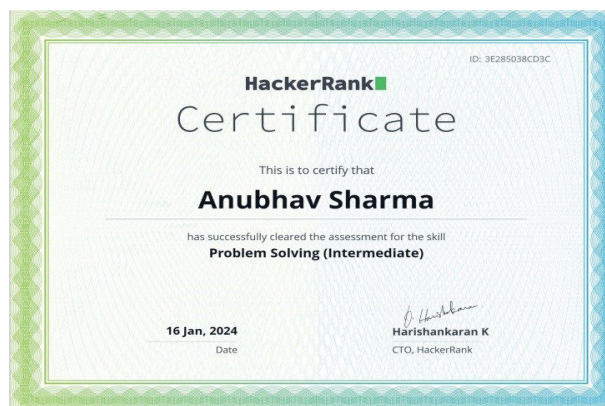 ID: 3E285038CD3C
HackerRank
Certificate
This is to certify that
Anubhav Sharma
has successfully cleared the assessment for the skill
Problem Solving (Intermediate)
16 Jan, 2024
Date
Harishankaran K
CTO, HackerRank